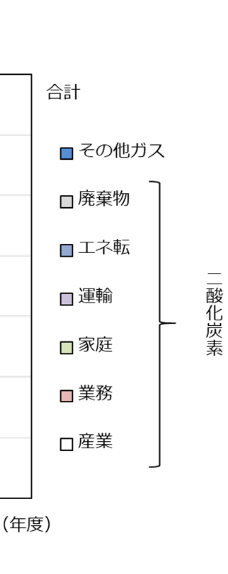 合計
その他ガス
廃棄物
エネ転
運輸
家庭
業務
産業
二酸化炭素
（年度）